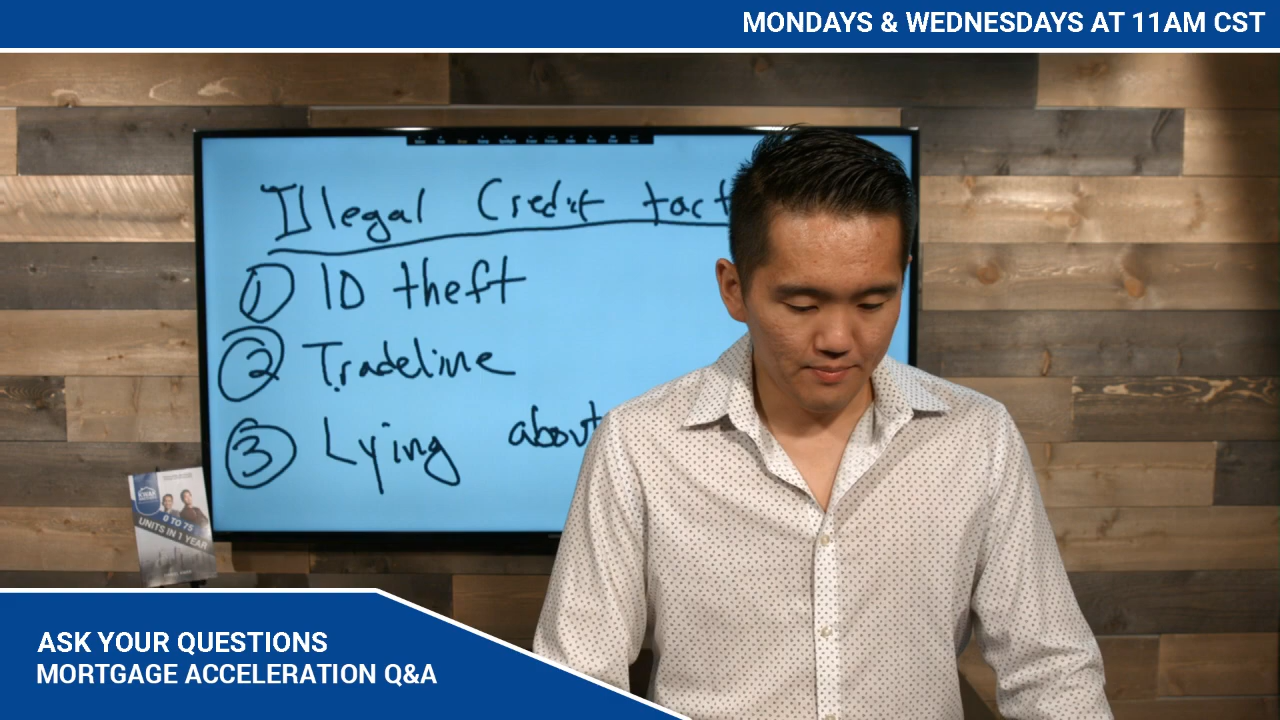 MONDAYS & WEDNESDAYS AT 11AM CST
Illegal Credit tact
① ID theft
② Tradeline
③ Lying about
0 TO 75
UNITS IN 1 YEAR
ASK YOUR QUESTIONS
MORTGAGE ACCELERATION Q&A